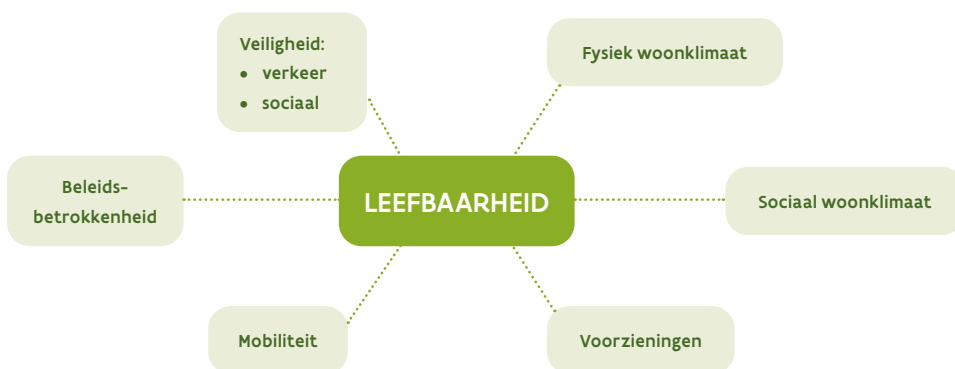 Veiligheid:
• verkeer
• sociaal
Fysiek woonklimaat
Beleids-
betrokkenheid
LEEFBAARHEID
Sociaal woonklimaat
Mobiliteit
Voorzieningen